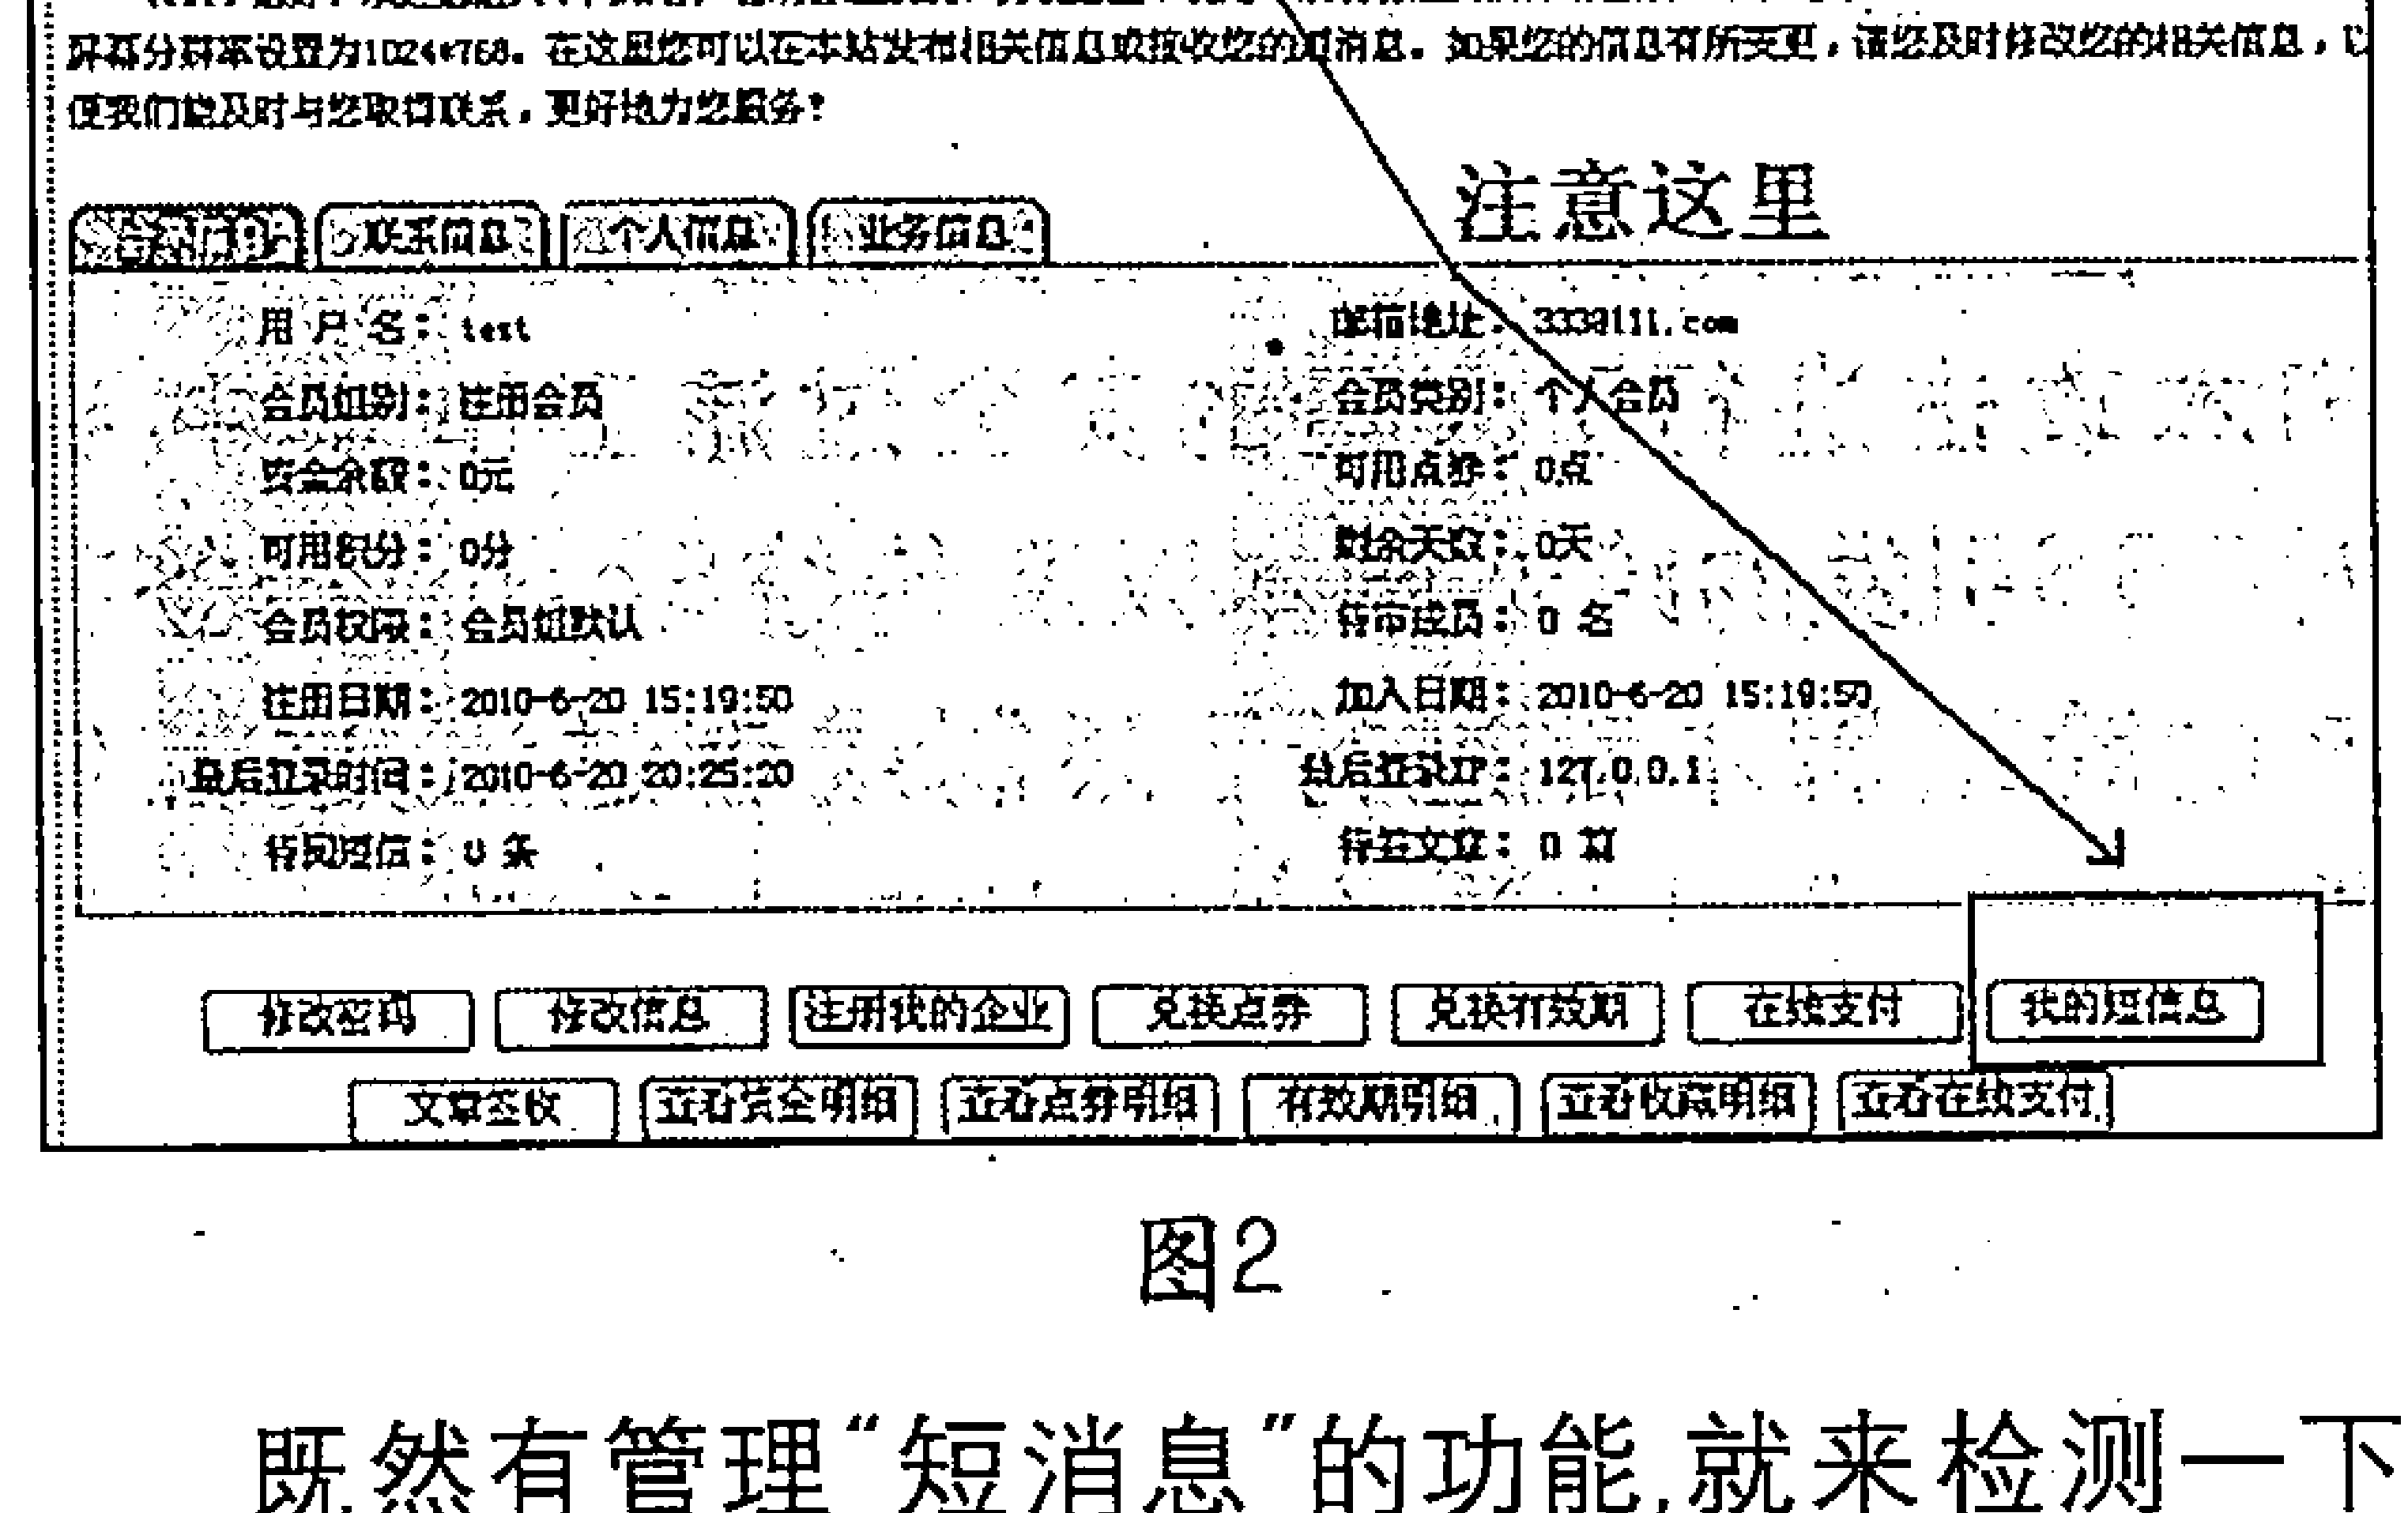 屏幕分辨率设置为1024*768。在这里您可以在本站发布相关信息或接收您的短消息。如果您的信息有所变更，请您及时修改您的相关信息，以
便我们能及时与您取得联系，更好地为您服务！
注意这里
联系信息 个人信息 业务信息
用 户 名： test 邮箱地址： 333@111.com
会员组别： 注册会员 会员类别： 个人会员
资金余额： 0元 可用点券： 0点
可用积分： 0分 剩余天数： 0天
会员权限： 会员组默认 0 名
注册日期： 2010-6-20 15:19:50 加入日期： 2010-6-20 15:19:50
最后登录时间： 2010-6-20 20:25:20 最后登录IP： 127.0.0.1
待阅短信： 0 条 待签文章： 0 篇
修改密码 修改信息 注册我的企业 兑换点券 兑换有效期 在线支付 我的短信息
文章签收 查看资金明细 查看点券明细 有效期明细 查看收藏明细 查看在线支付
图2
既然有管理“短消息”的功能,就来检测一下